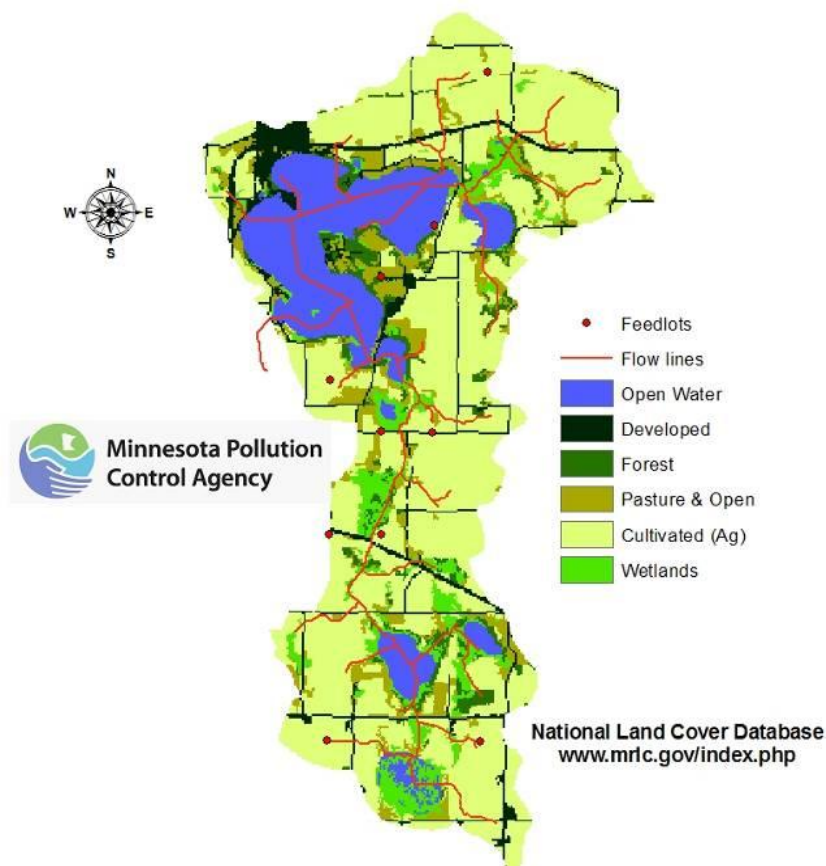 N
W E
S
Feedlots
Flow lines
Open Water
Developed
Forest
Pasture & Open
Cultivated (Ag)
Wetlands
Minnesota Pollution
Control Agency
National Land Cover Database
www.mrlc.gov/index.php